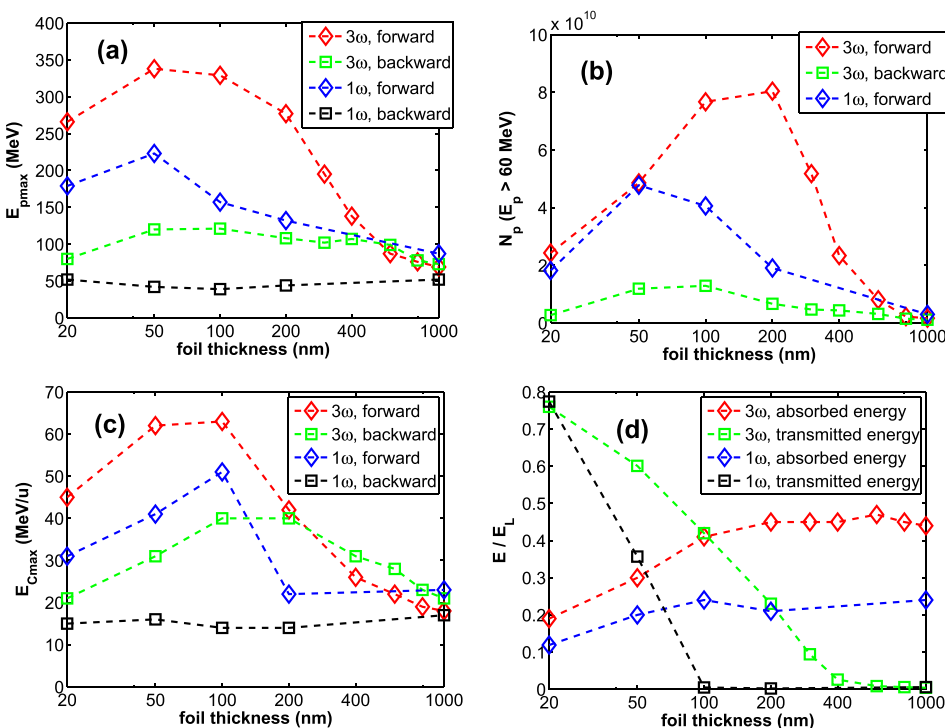 (a)
400
350
300
250
200
150
100
50
0
E_pmax (MeV)
20 50 100 200 400 1000
foil thickness (nm)
3ω, forward
3ω, backward
1ω, forward
1ω, backward
(b)
x 10^10
10
8
6
4
2
0
N_p (E_p > 60 MeV)
20 50 100 200 400 1000
foil thickness (nm)
3ω, forward
3ω, backward
1ω, forward
(c)
70
60
50
40
30
20
10
0
E_Cmax (MeV/u)
20 50 100 200 400 1000
foil thickness (nm)
3ω, forward
3ω, backward
1ω, forward
1ω, backward
(d)
0.8
0.7
0.6
0.5
0.4
0.3
0.2
0.1
0
E / E_L
20 50 100 200 400 1000
foil thickness (nm)
3ω, absorbed energy
3ω, transmitted energy
1ω, absorbed energy
1ω, transmitted energy